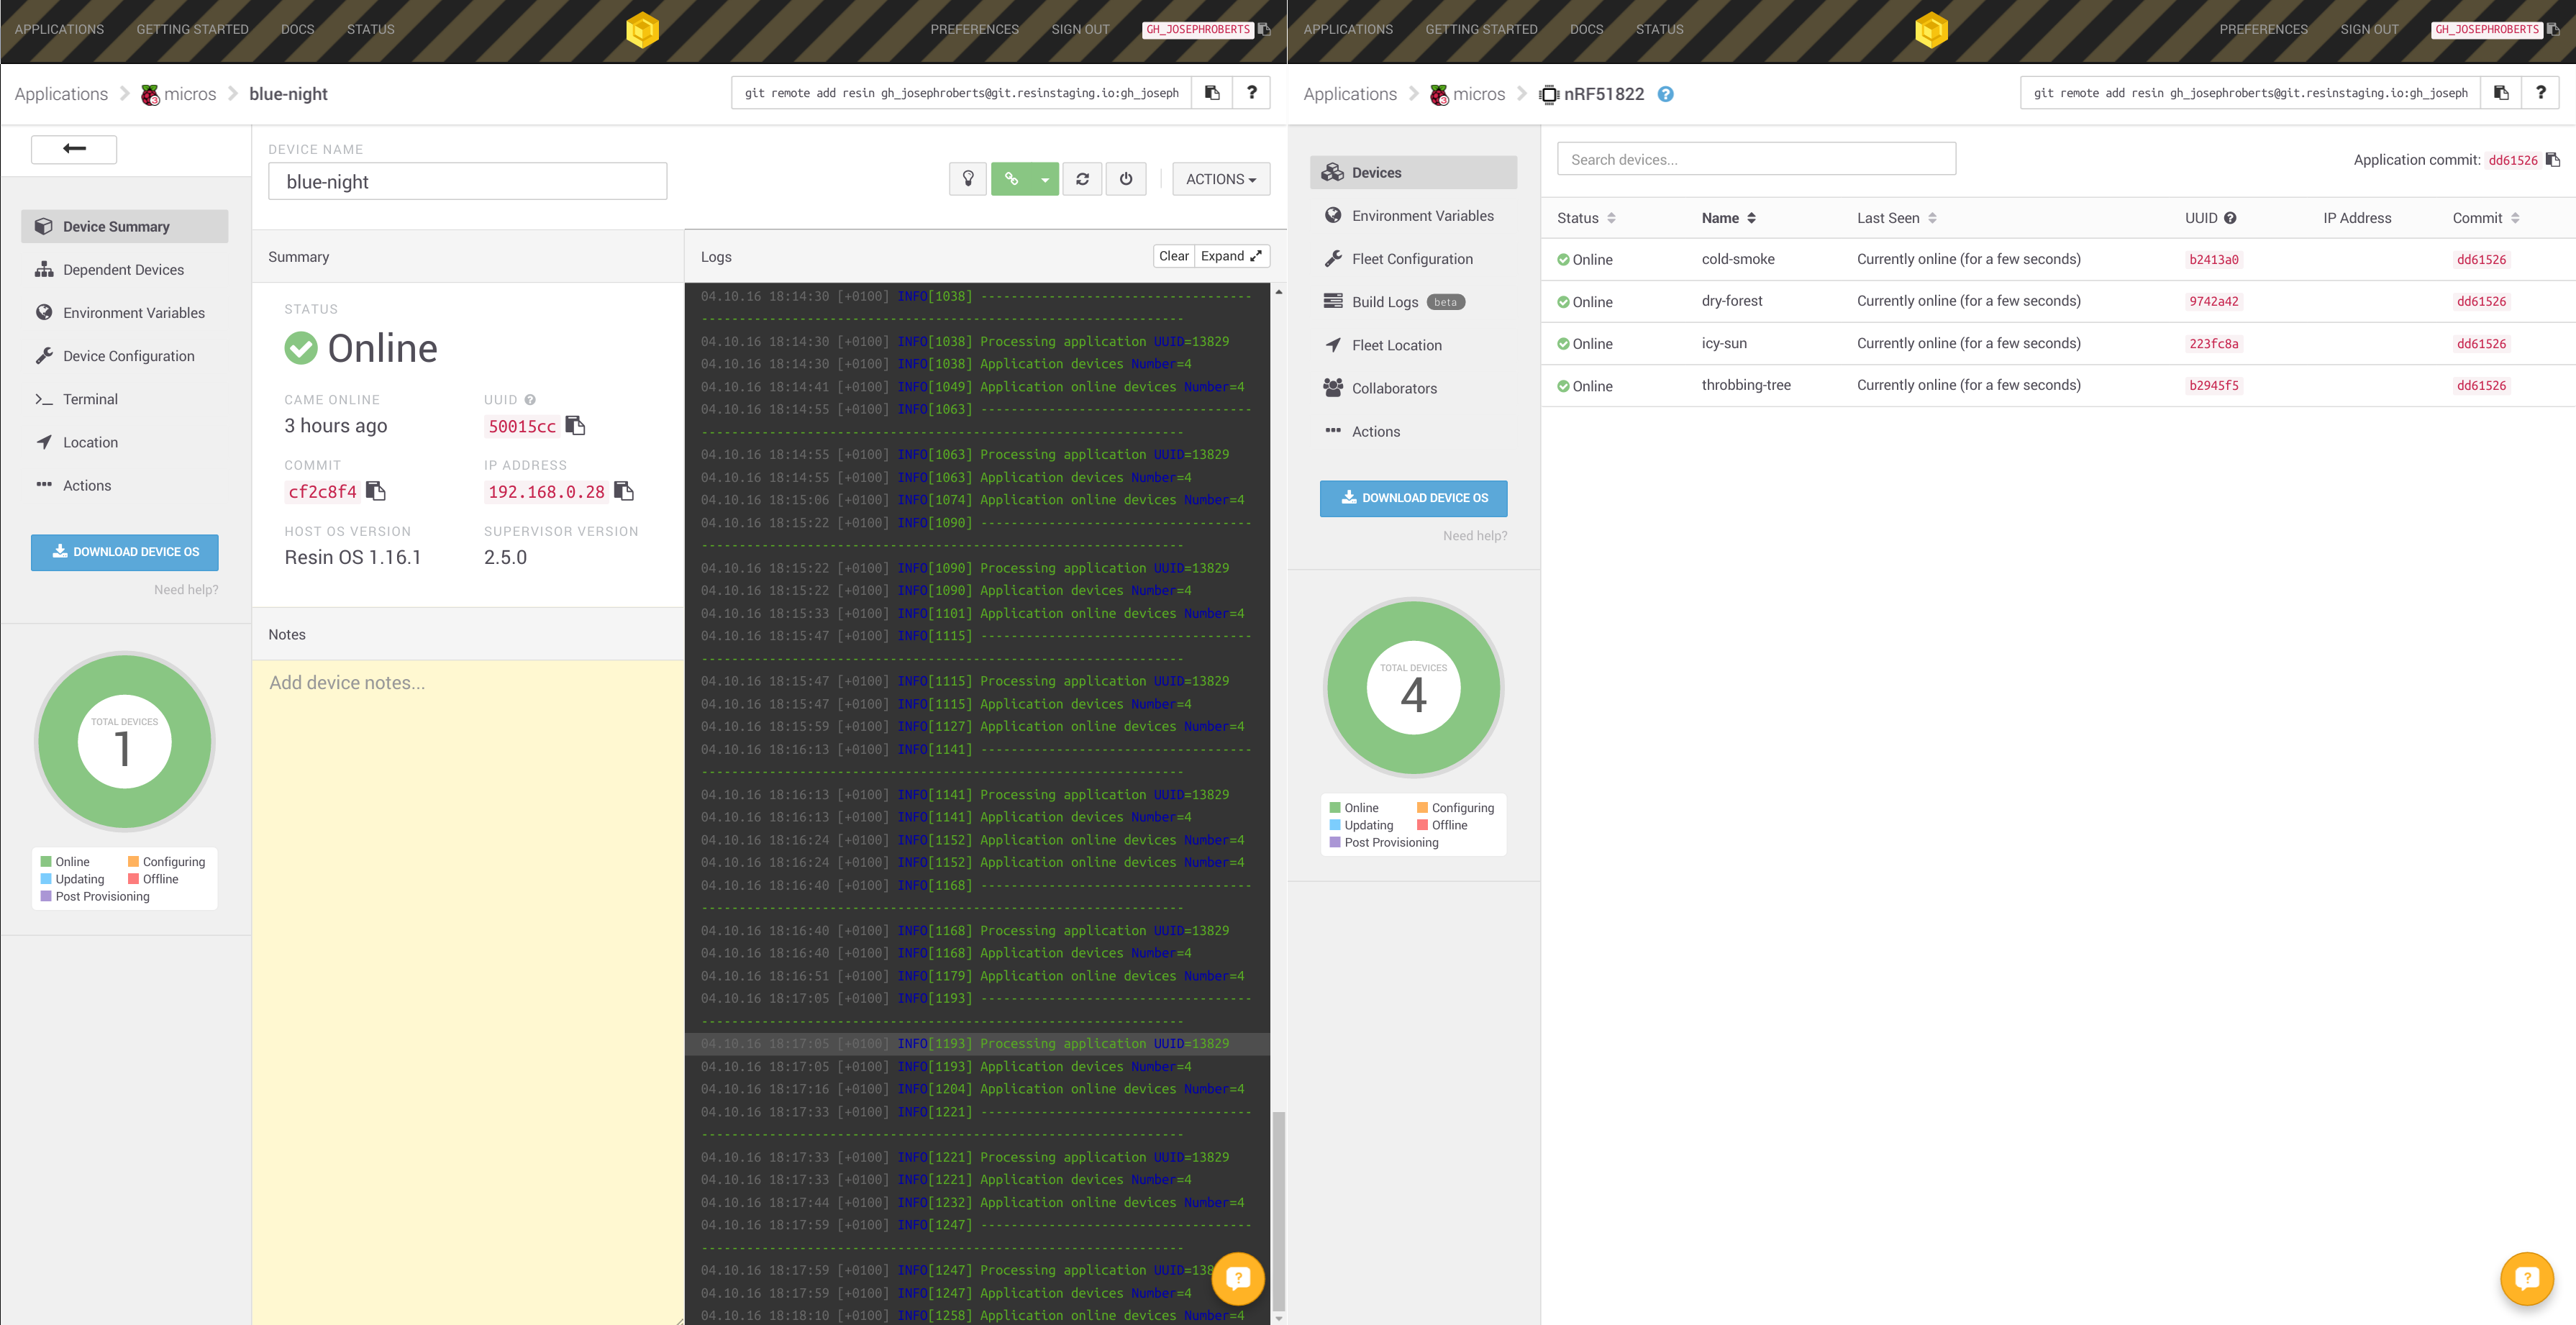 APPLICATIONS GETTING STARTED DOCS STATUS PREFERENCES SIGN OUT GH_JOSEPHROBERTS
Applications micros blue-night git remote add resin gh_josephroberts@git.resinstaging.io:gh_joseph ?
DEVICE NAME
blue-night
ACTIONS
Device Summary
Dependent Devices
Environment Variables
Device Configuration
Terminal
Location
Actions
DOWNLOAD DEVICE OS
Need help?
TOTAL DEVICES
1
Online Configuring
Updating Offline
Post Provisioning
Summary
STATUS
Online
CAME ONLINE UUID
3 hours ago 50015cc
COMMIT IP ADDRESS
cf2c8f4 192.168.0.28
HOST OS VERSION SUPERVISOR VERSION
Resin OS 1.16.1 2.5.0
Notes
Add device notes...
Logs Clear Expand
04.10.16 18:14:30 [+0100] INFO[1038] ------------------------------------
----------------------------------------------------------------
04.10.16 18:14:30 [+0100] INFO[1038] Processing application UUID=13829
04.10.16 18:14:30 [+0100] INFO[1038] Application devices Number=4
04.10.16 18:14:41 [+0100] INFO[1049] Application online devices Number=4
04.10.16 18:14:55 [+0100] INFO[1063] ------------------------------------
----------------------------------------------------------------
04.10.16 18:14:55 [+0100] INFO[1063] Processing application UUID=13829
04.10.16 18:14:55 [+0100] INFO[1063] Application devices Number=4
04.10.16 18:15:06 [+0100] INFO[1074] Application online devices Number=4
04.10.16 18:15:22 [+0100] INFO[1090] ------------------------------------
----------------------------------------------------------------
04.10.16 18:15:22 [+0100] INFO[1090] Processing application UUID=13829
04.10.16 18:15:22 [+0100] INFO[1090] Application devices Number=4
04.10.16 18:15:33 [+0100] INFO[1101] Application online devices Number=4
04.10.16 18:15:47 [+0100] INFO[1115] ------------------------------------
----------------------------------------------------------------
04.10.16 18:15:47 [+0100] INFO[1115] Processing application UUID=13829
04.10.16 18:15:47 [+0100] INFO[1115] Application devices Number=4
04.10.16 18:15:59 [+0100] INFO[1127] Application online devices Number=4
04.10.16 18:16:13 [+0100] INFO[1141] ------------------------------------
----------------------------------------------------------------
04.10.16 18:16:13 [+0100] INFO[1141] Processing application UUID=13829
04.10.16 18:16:13 [+0100] INFO[1141] Application devices Number=4
04.10.16 18:16:24 [+0100] INFO[1152] Application online devices Number=4
04.10.16 18:16:24 [+0100] INFO[1152] Application online devices Number=4
04.10.16 18:16:40 [+0100] INFO[1168] ------------------------------------
----------------------------------------------------------------
04.10.16 18:16:40 [+0100] INFO[1168] Processing application UUID=13829
04.10.16 18:16:40 [+0100] INFO[1168] Application devices Number=4
04.10.16 18:16:51 [+0100] INFO[1179] Application online devices Number=4
04.10.16 18:17:05 [+0100] INFO[1193] ------------------------------------
----------------------------------------------------------------
04.10.16 18:17:05 [+0100] INFO[1193] Processing application UUID=13829
04.10.16 18:17:05 [+0100] INFO[1193] Application devices Number=4
04.10.16 18:17:16 [+0100] INFO[1204] Application online devices Number=4
04.10.16 18:17:33 [+0100] INFO[1221] ------------------------------------
----------------------------------------------------------------
04.10.16 18:17:33 [+0100] INFO[1221] Processing application UUID=13829
04.10.16 18:17:33 [+0100] INFO[1221] Application devices Number=4
04.10.16 18:17:44 [+0100] INFO[1232] Application online devices Number=4
04.10.16 18:17:59 [+0100] INFO[1247] ------------------------------------
----------------------------------------------------------------
04.10.16 18:17:59 [+0100] INFO[1247] Processing application UUID=138
04.10.16 18:17:59 [+0100] INFO[1247] Application devices Number=4
04.10.16 18:18:10 [+0100] INFO[1258] Application online devices Number=4
APPLICATIONS GETTING STARTED DOCS STATUS PREFERENCES SIGN OUT GH_JOSEPHROBERTS
Applications micros nRF51822 ? git remote add resin gh_josephroberts@git.resinstaging.io:gh_joseph ?
Devices
Environment Variables
Fleet Configuration
Build Logs beta
Fleet Location
Collaborators
Actions
DOWNLOAD DEVICE OS
Need help?
TOTAL DEVICES
4
Online Configuring
Updating Offline
Post Provisioning
Search devices... Application commit: dd61526
Status Name Last Seen UUID IP Address Commit
Online cold-smoke Currently online (for a few seconds) b2413a0 dd61526
Online dry-forest Currently online (for a few seconds) 9742a42 dd61526
Online icy-sun Currently online (for a few seconds) 223fc8a dd61526
Online throbbing-tree Currently online (for a few seconds) b2945f5 dd61526